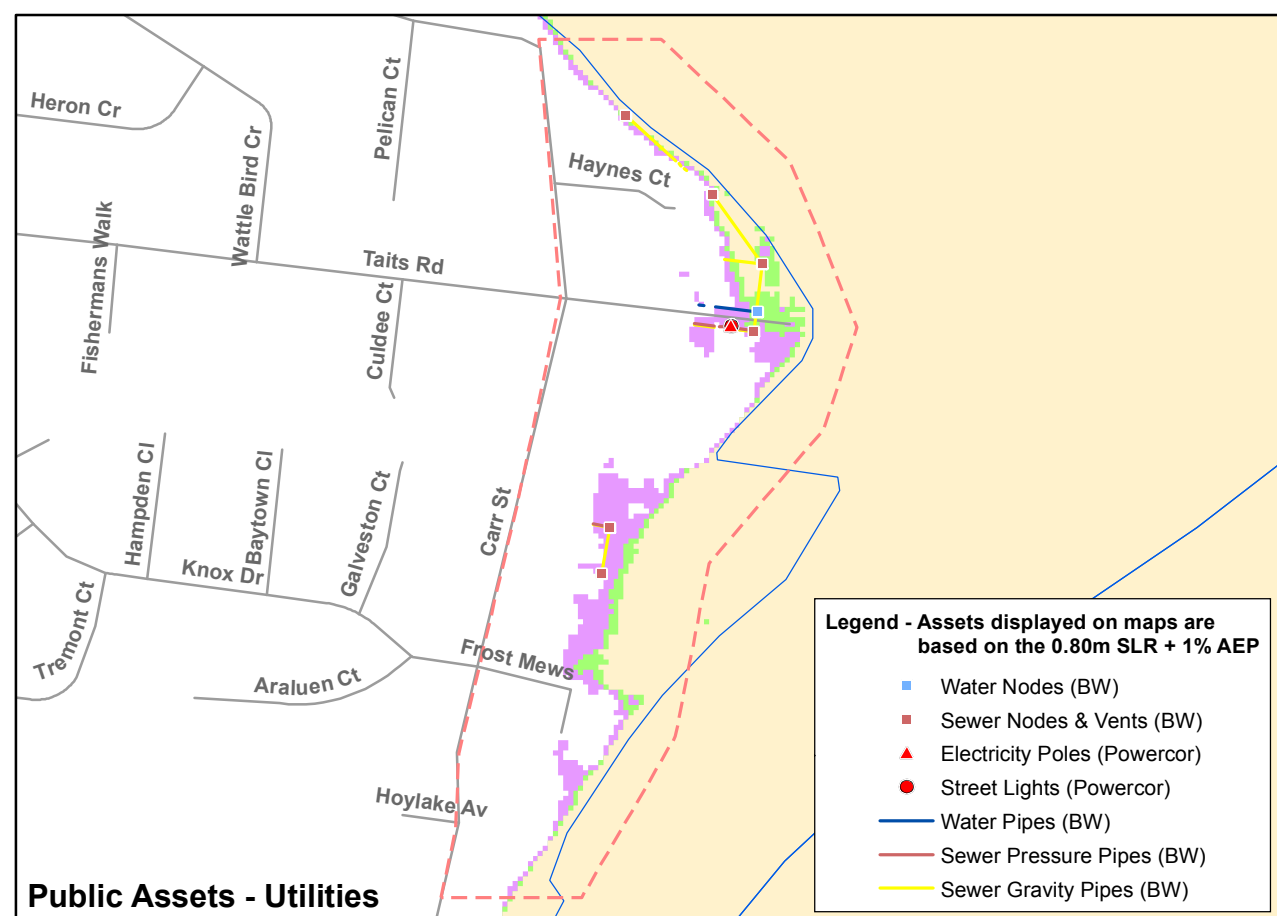 Heron Cr
Wattle Bird Cr
Pelican Ct
Haynes Ct
Fishermans Walk
Taits Rd
Culdee Ct
Hampden Cl
Baytown Cl
Galveston Ct
Carr St
Knox Dr
Tremont Ct
Araluen Ct
Frost Mews
Hoylake Av
Public Assets - Utilities
Legend - Assets displayed on maps are
based on the 0.80m SLR + 1% AEP
Water Nodes (BW)
Sewer Nodes & Vents (BW)
Electricity Poles (Powercor)
Street Lights (Powercor)
Water Pipes (BW)
Sewer Pressure Pipes (BW)
Sewer Gravity Pipes (BW)